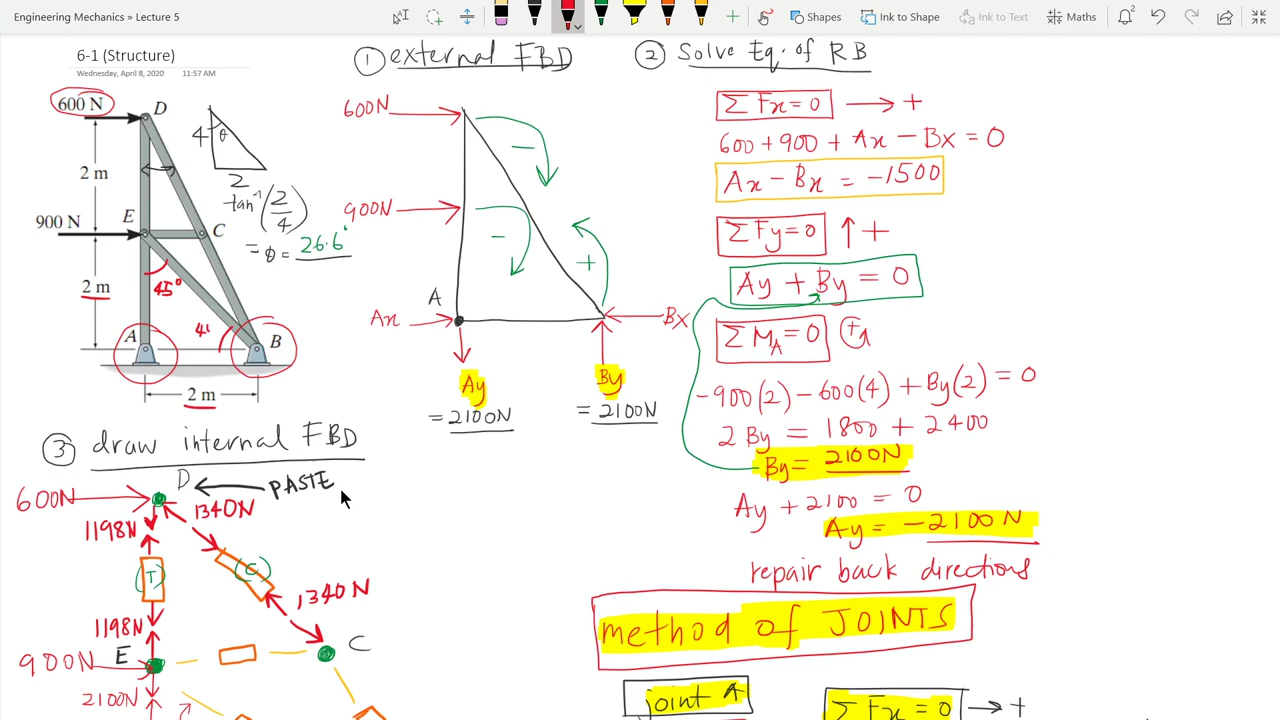 Engineering Mechanics » Lecture 5
Shapes
Ink to Shape
Ink to Text
Maths
6-1 (Structure)
Wednesday, April 8, 2020 11:57 AM
600 N
D
2 m
E
900 N
C
2 m
45°
A
B
2 m
4
θ
2
tan⁻¹(2/4)
= θ = 26.6°
① external FBD
600N
−
900N
−
+
A
Ax
Bx
Ay
By
= 2100N
= 2100N
② Solve Eq. of RB
ΣFx=0 → +
600 + 900 + Ax − Bx = 0
Ax − Bx = −1500
ΣFy=0 ↑ +
Ay + By = 0
ΣMA=0 +
-900(2) − 600(4) + By(2) = 0
2 By = 1800 + 2400
By = 2100N
Ay + 2100 = 0
Ay = −2100 N
repair back directions
method of JOINTS
joint A
ΣFx = 0 → +
③ draw internal FBD
D
PASTE
600N
1340N
1198N
(T)
(C)
1340 N
1198N
E
C
900N
2100N